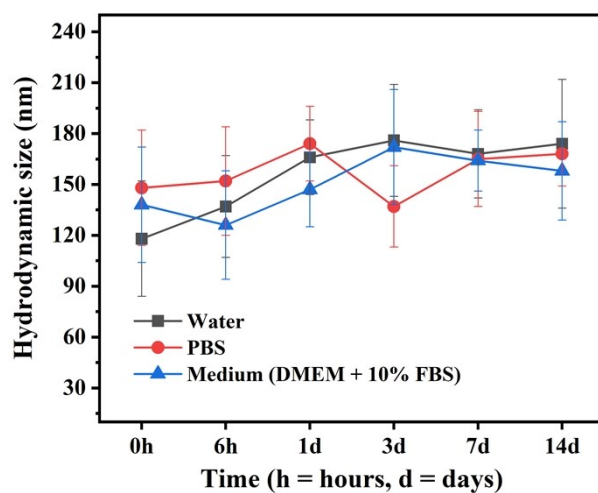 Hydrodynamic size (nm)
240
210
180
150
120
90
60
30
Water
PBS
Medium (DMEM + 10% FBS)
0h 6h 1d 3d 7d 14d
Time (h = hours, d = days)